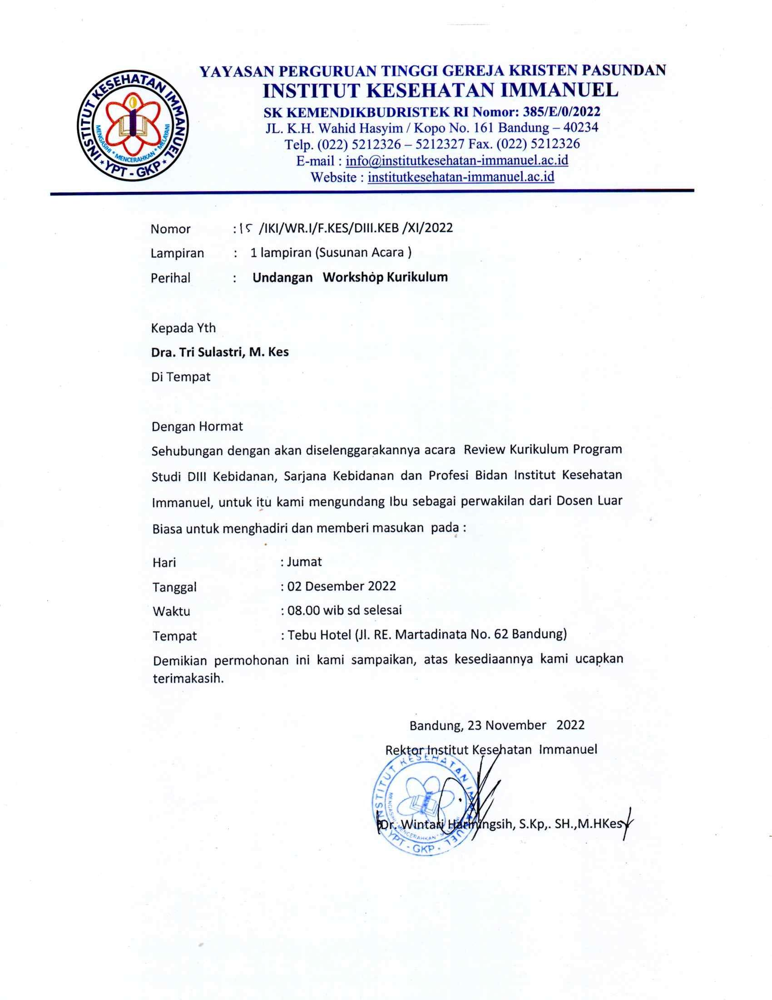 INSTITUT KESEHATAN IMMANUEL
MENGASIHI * MENCERAHKAN * MELAYANI
* YPT - GKP *
YAYASAN PERGURUAN TINGGI GEREJA KRISTEN PASUNDAN
INSTITUT KESEHATAN IMMANUEL
SK KEMENDIKBUDRISTEK RI Nomor: 385/E/0/2022
JL. K.H. Wahid Hasyim / Kopo No. 161 Bandung – 40234
Telp. (022) 5212326 – 5212327 Fax. (022) 5212326
E-mail : info@institutkesehatan-immanuel.ac.id
Website : institutkesehatan-immanuel.ac.id
Nomor : 15 /IKI/WR.I/F.KES/DIII.KEB /XI/2022
Lampiran : 1 lampiran (Susunan Acara )
Perihal : Undangan Workshop Kurikulum
Kepada Yth
Dra. Tri Sulastri, M. Kes
Di Tempat
Dengan Hormat
Sehubungan dengan akan diselenggarakannya acara Review Kurikulum Program
Studi DIII Kebidanan, Sarjana Kebidanan dan Profesi Bidan Institut Kesehatan
Immanuel, untuk itu kami mengundang Ibu sebagai perwakilan dari Dosen Luar
Biasa untuk menghadiri dan memberi masukan pada :
Hari : Jumat
Tanggal : 02 Desember 2022
Waktu : 08.00 wib sd selesai
Tempat : Tebu Hotel (Jl. RE. Martadinata No. 62 Bandung)
Demikian permohonan ini kami sampaikan, atas kesediaannya kami ucapkan
terimakasih.
Bandung, 23 November 2022
Rektor Institut Kesehatan Immanuel
INSTITUT KESEHATAN IMMANUEL
MENGASIHI * MENCERAHKAN * MELAYANI
YPT - GKP
Dr. Wintari Hariningsih, S.Kp,. SH.,M.HKes